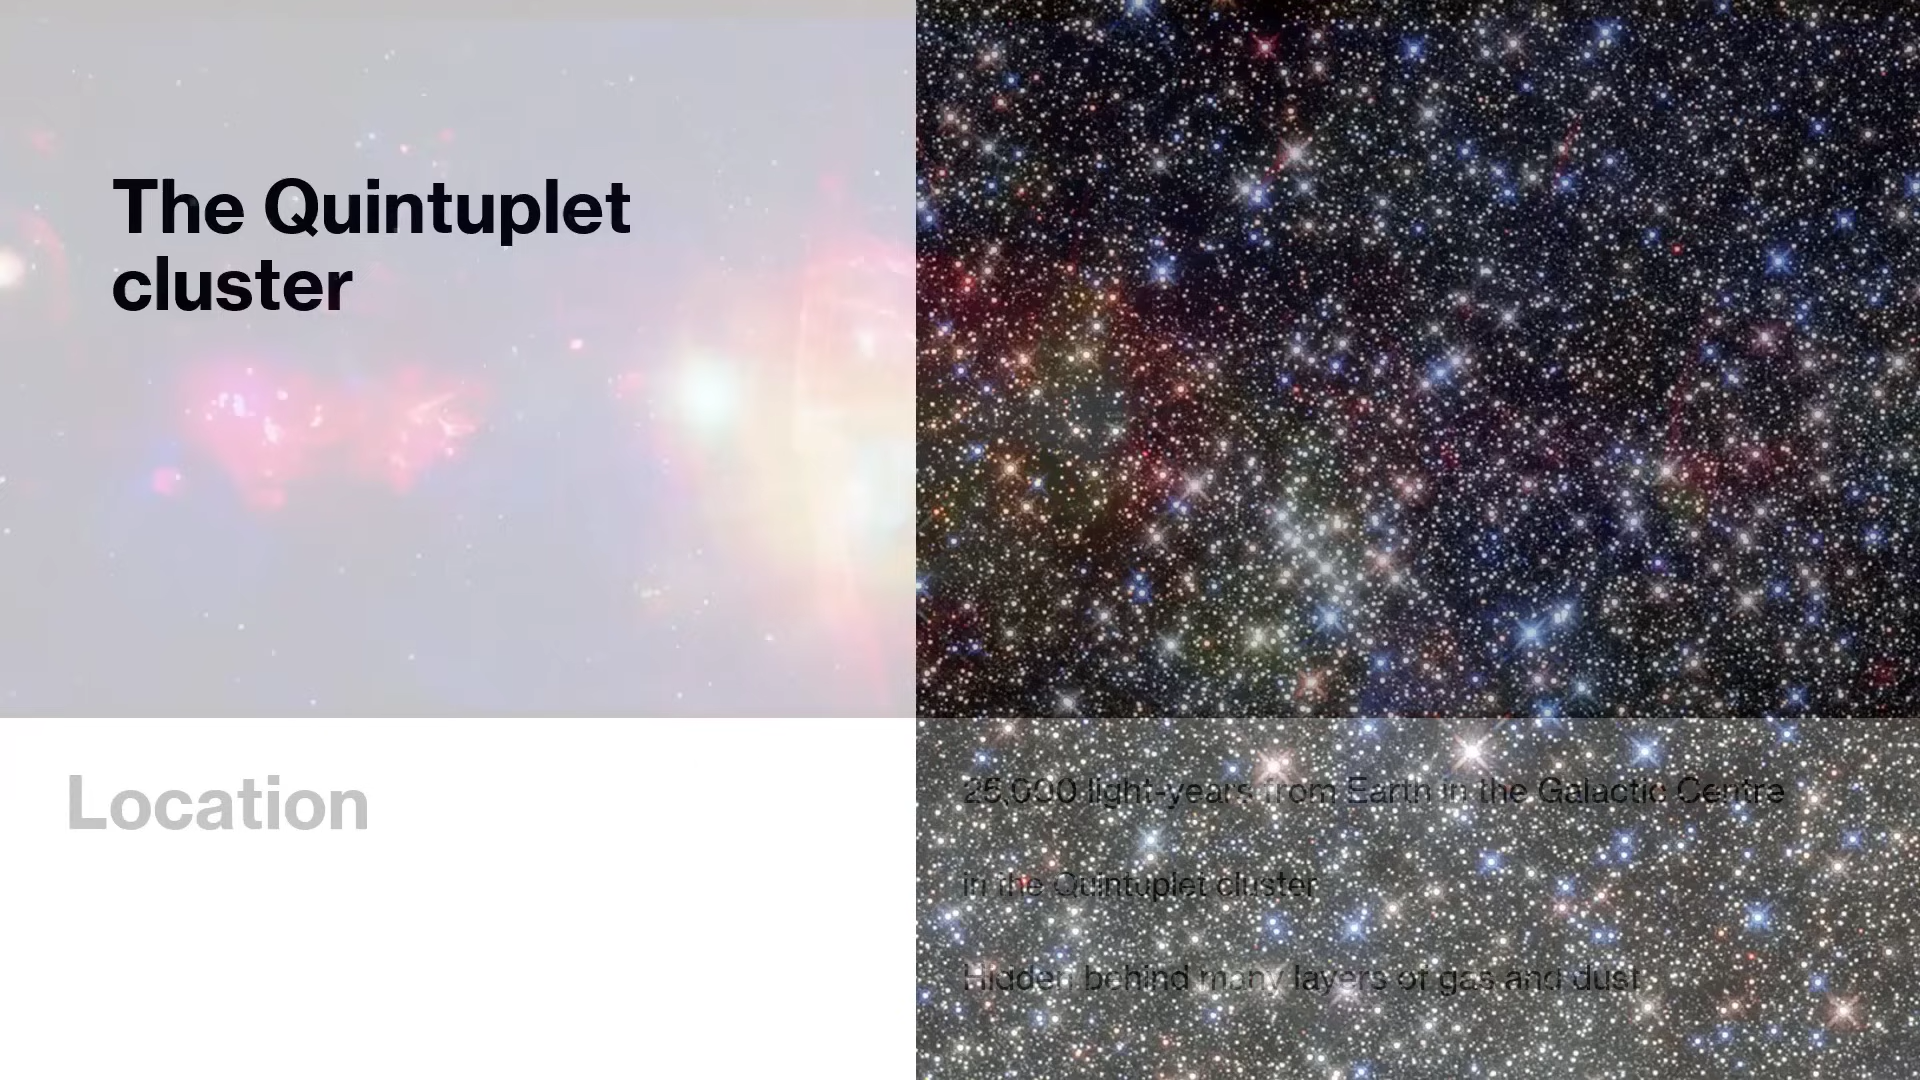 The Quintuplet
cluster
Location
26,000 light-years from Earth in the Galactic Centre
in the Quintuplet cluster
Hidden behind many layers of gas and dust